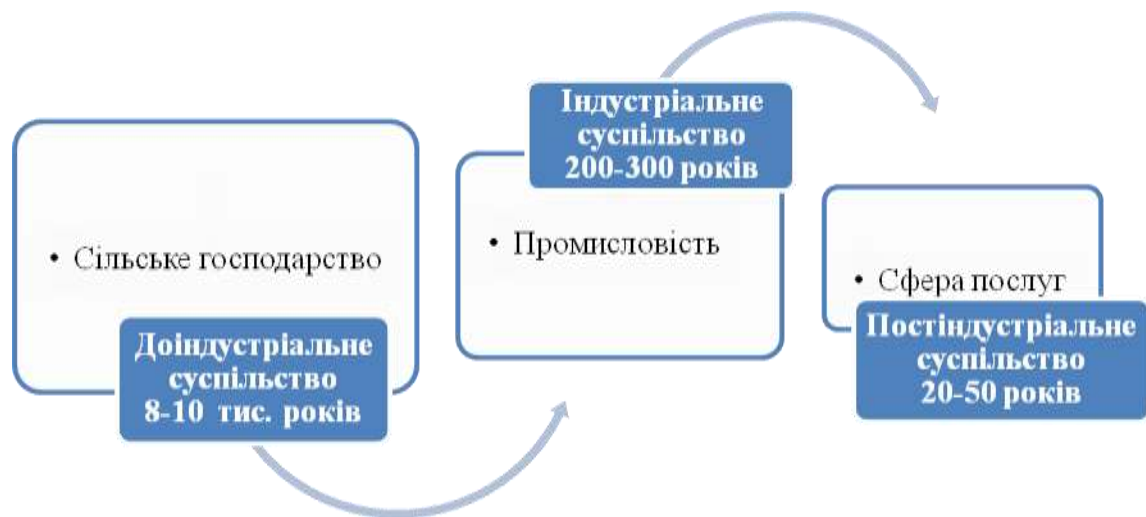 • Сільське господарство
Доіндустріальне
суспільство
8-10 тис. років
Індустріальне
суспільство
200-300 років
• Промисловість
• Сфера послуг
Постіндустріальне
суспільство
20-50 років